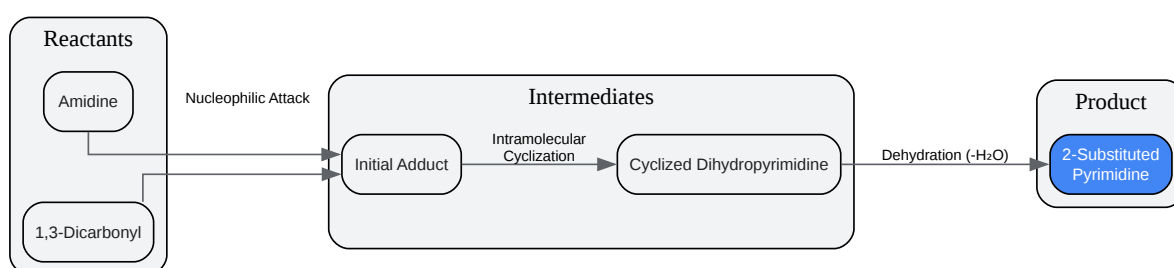 Reactants
Amidine
1,3-Dicarbonyl
Nucleophilic Attack
Intermediates
Initial Adduct
Intramolecular
Cyclization
Cyclized Dihydropyrimidine
Dehydration (-H₂O)
Product
2-Substituted
Pyrimidine